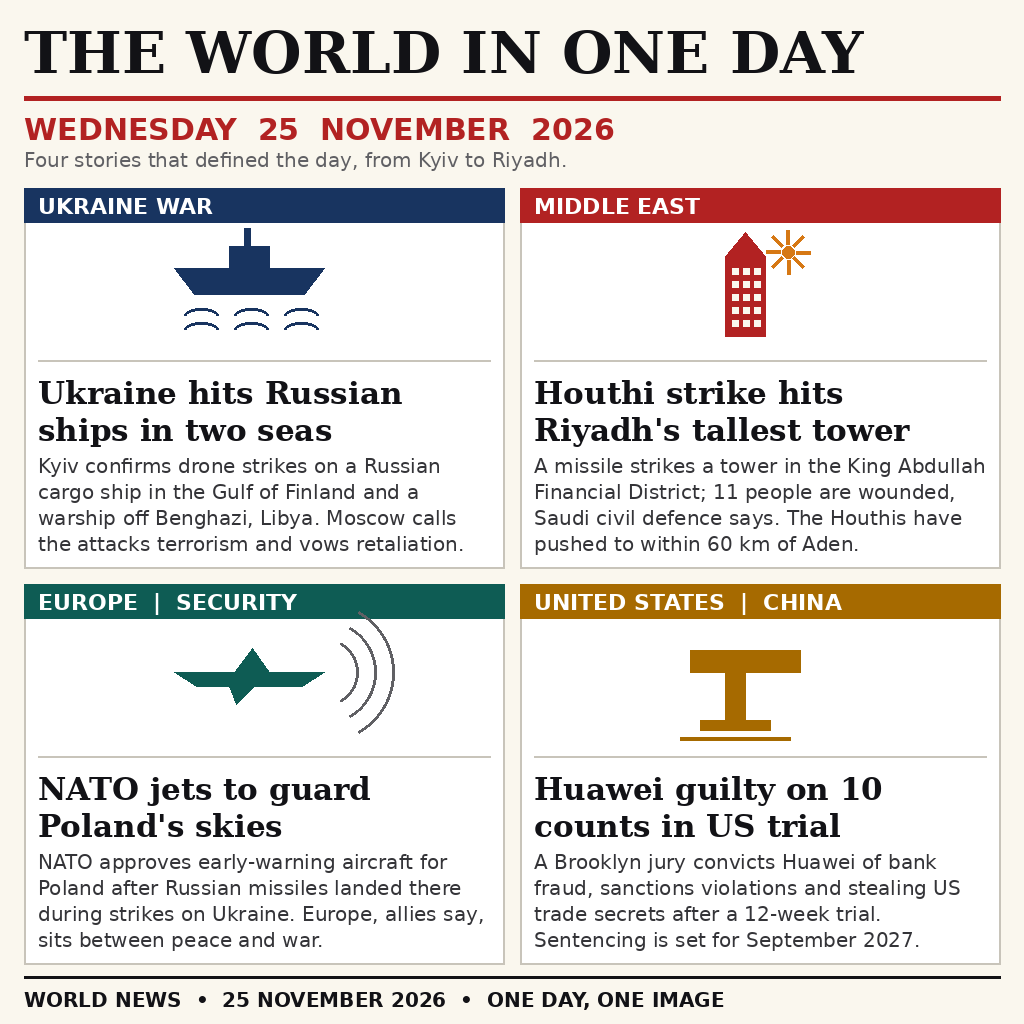 THE WORLD IN ONE DAY
WEDNESDAY 25 NOVEMBER 2026
Four stories that defined the day, from Kyiv to Riyadh.
UKRAINE WAR
Ukraine hits Russian
ships in two seas
Kyiv confirms drone strikes on a Russian
cargo ship in the Gulf of Finland and a
warship off Benghazi, Libya. Moscow calls
the attacks terrorism and vows retaliation.
MIDDLE EAST
Houthi strike hits
Riyadh's tallest tower
A missile strikes a tower in the King Abdullah
Financial District; 11 people are wounded,
Saudi civil defence says. The Houthis have
pushed to within 60 km of Aden.
EUROPE | SECURITY
NATO jets to guard
Poland's skies
NATO approves early-warning aircraft for
Poland after Russian missiles landed there
during strikes on Ukraine. Europe, allies say,
sits between peace and war.
UNITED STATES | CHINA
Huawei guilty on 10
counts in US trial
A Brooklyn jury convicts Huawei of bank
fraud, sanctions violations and stealing US
trade secrets after a 12-week trial.
Sentencing is set for September 2027.
WORLD NEWS • 25 NOVEMBER 2026 • ONE DAY, ONE IMAGE